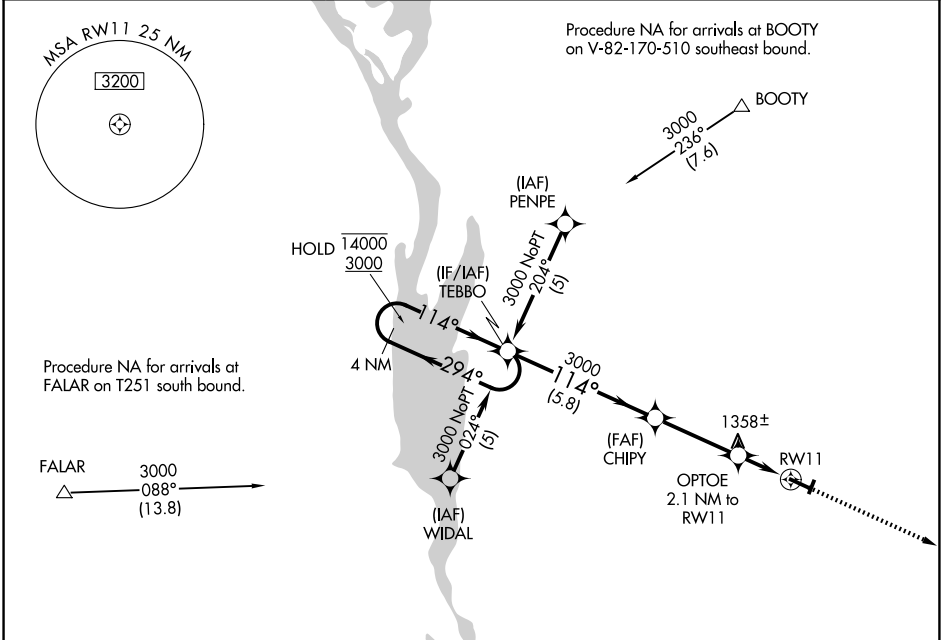 MSA RW11 25 NM
3200
Procedure NA for arrivals at BOOTY
on V-82-170-510 southeast bound.
BOOTY
3000
236°
(7.6)
(IAF)
PENPE
3000 NoPT
204°
(5)
HOLD 14000
3000
(IF/IAF)
TEBBO
114°
4 NM
294°
3000
114°
(5.8)
Procedure NA for arrivals at
FALAR on T251 south bound.
3000 NoPT
024°
(5)
(FAF)
CHIPY
1358±
OPTOE
2.1 NM to
RW11
RW11
FALAR
3000
088°
(13.8)
(IAF)
WIDAL